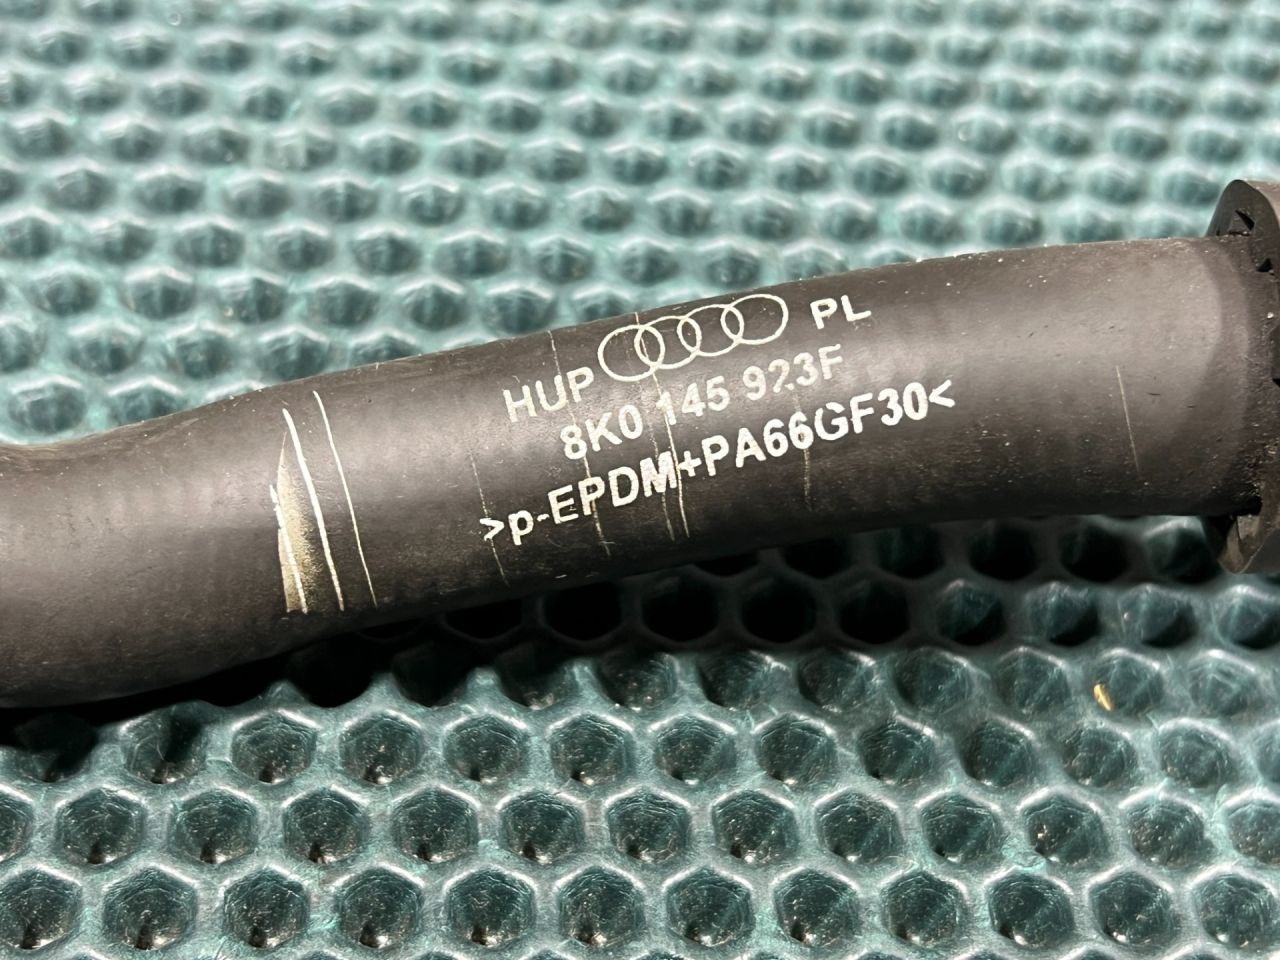 HUP PL
8K0 145 923F
>p-EPDM+PA66GF30<